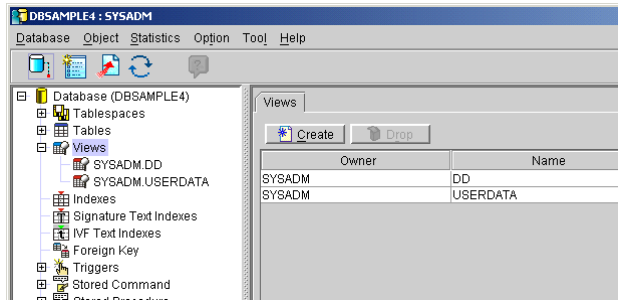 DBSAMPLE4 : SYSADM
Database Object Statistics Option Tool Help
Database (DBSAMPLE4)
Tablespaces
Tables
Views
SYSADM.DD
SYSADM.USERDATA
Indexes
Signature Text Indexes
IVF Text Indexes
Foreign Key
Triggers
Stored Command
Stored Procedure
Views
Create Drop
Owner Name
SYSADM DD
SYSADM USERDATA